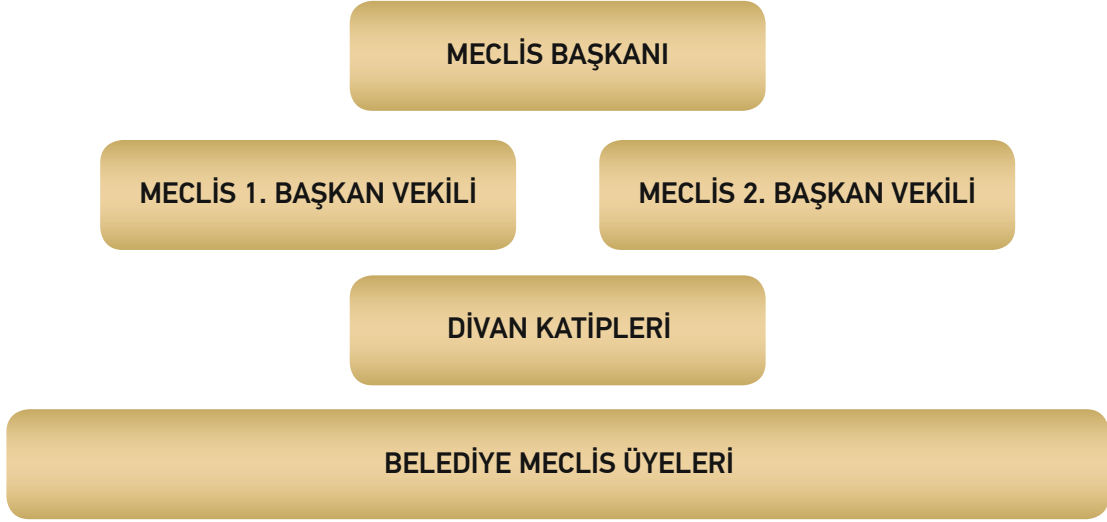 MECLİS BAŞKANI
MECLİS 1. BAŞKAN VEKİLİ
MECLİS 2. BAŞKAN VEKİLİ
DİVAN KATİPLERİ
BELEDİYE MECLİS ÜYELERİ